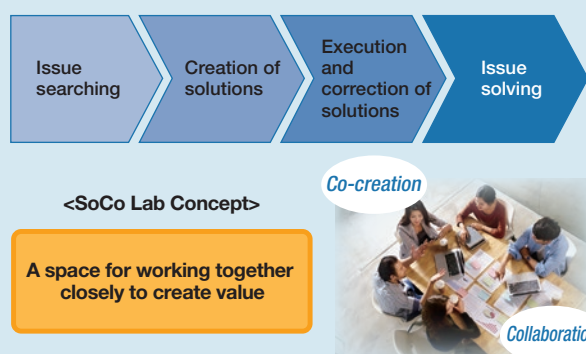 Issue
searching
Creation of
solutions
Execution
and
correction of
solutions
Issue
solving
<SoCo Lab Concept>
A space for working together
closely to create value
Co-creation
Collaboratio